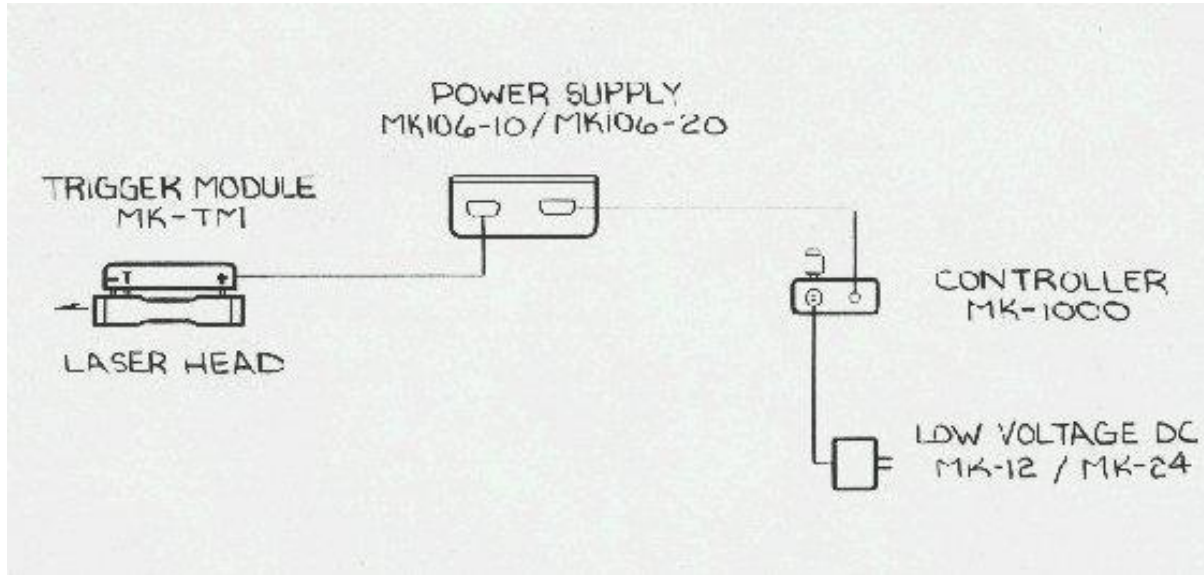 POWER SUPPLY
MK106-10/MK106-20
TRIGGER MODULE
MK-TM1
- T +
LASER HEAD
CONTROLLER
MK-1000
LOW VOLTAGE DC
MK-12 / MK-24